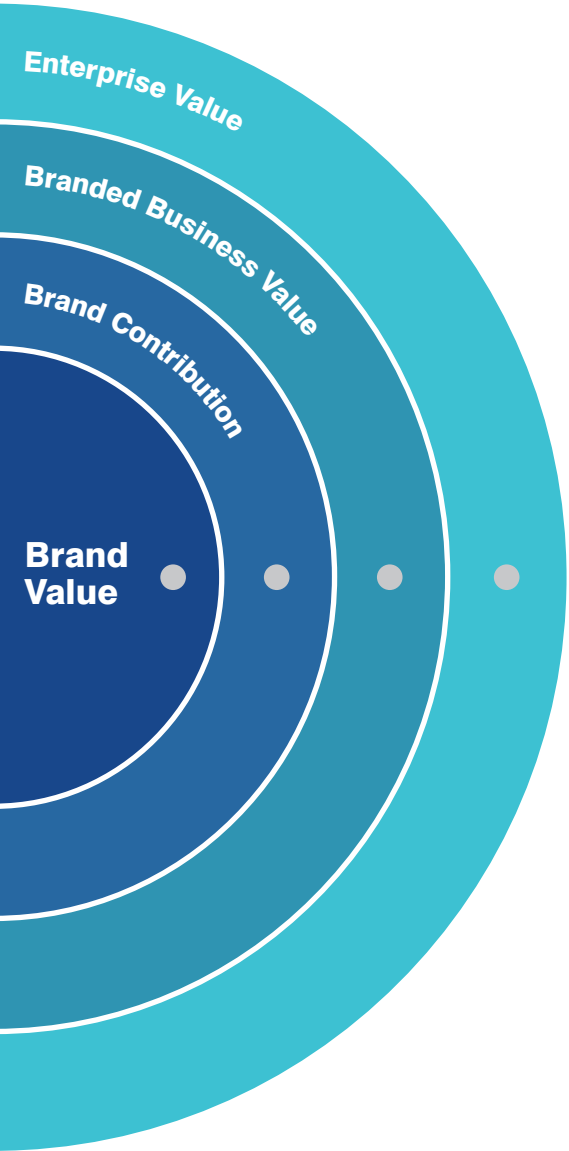 Enterprise Value
Branded Business Value
Brand Contribution
Brand
Value